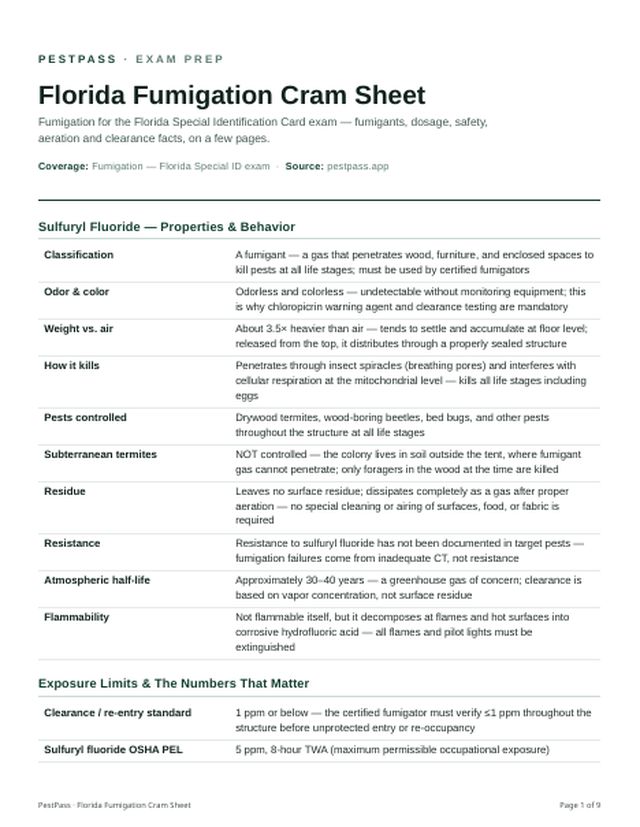 PESTPASS · EXAM PREP
Florida Fumigation Cram Sheet
Fumigation for the Florida Special Identification Card exam — fumigants, dosage, safety,
aeration and clearance facts, on a few pages.
Coverage: Fumigation — Florida Special ID exam · Source: pestpass.app
Sulfuryl Fluoride — Properties & Behavior
Classification
A fumigant — a gas that penetrates wood, furniture, and enclosed spaces to
kill pests at all life stages; must be used by certified fumigators
Odor & color
Odorless and colorless — undetectable without monitoring equipment; this
is why chloropicrin warning agent and clearance testing are mandatory
Weight vs. air
About 3.5× heavier than air — tends to settle and accumulate at floor level;
released from the top, it distributes through a properly sealed structure
How it kills
Penetrates through insect spiracles (breathing pores) and interferes with
cellular respiration at the mitochondrial level — kills all life stages including
eggs
Pests controlled
Drywood termites, wood-boring beetles, bed bugs, and other pests
throughout the structure at all life stages
Subterranean termites
NOT controlled — the colony lives in soil outside the tent, where fumigant
gas cannot penetrate; only foragers in the wood at the time are killed
Residue
Leaves no surface residue; dissipates completely as a gas after proper
aeration — no special cleaning or airing of surfaces, food, or fabric is
required
Resistance
Resistance to sulfuryl fluoride has not been documented in target pests —
fumigation failures come from inadequate CT, not resistance
Atmospheric half-life
Approximately 30–40 years — a greenhouse gas of concern; clearance is
based on vapor concentration, not surface residue
Flammability
Not flammable itself, but it decomposes at flames and hot surfaces into
corrosive hydrofluoric acid — all flames and pilot lights must be
extinguished
Exposure Limits & The Numbers That Matter
Clearance / re-entry standard
1 ppm or below — the certified fumigator must verify ≤1 ppm throughout the
structure before unprotected entry or re-occupancy
Sulfuryl fluoride OSHA PEL
5 ppm, 8-hour TWA (maximum permissible occupational exposure)
PestPass · Florida Fumigation Cram Sheet
Page 1 of 9